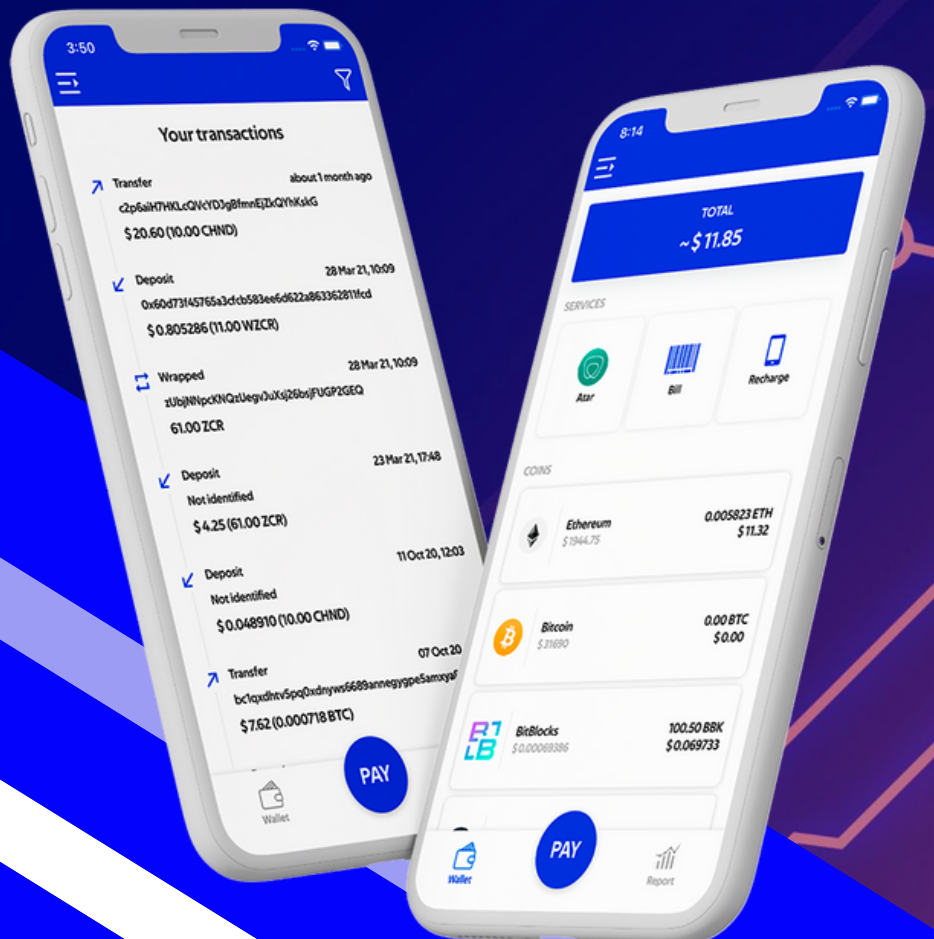 3:50
Your transactions
Transfer
about 1 month ago
c2p6aiH7HKLcQVcYD3gBfmnEjZkQYhKskG
$ 20.60 (10.00 CHND)
Deposit
28 Mar 21, 10:09
0x60d73f45765a3cfcb583ee6d622a863362811fcd
$ 0.805286 (11.00 WZCR)
Wrapped
28 Mar 21, 10:09
zUbjNNpcKNQzUegvJuXsj26bsjFUGP2GEQ
61.00 ZCR
Deposit
23 Mar 21, 17:48
Not identified
$ 4.25 (61.00 ZCR)
Deposit
11 Oct 20, 12:03
Not identified
$ 0.048910 (10.00 CHND)
Transfer
07 Oct 20
bc1qxdhtv5pq0xdnyws6689annegygpe5amxya
$ 7.62 (0.000718 BTC)
Wallet
PAY
8:14
TOTAL
~$ 11.85
SERVICES
Atar
Bill
Recharge
COINS
Ethereum
0.005823 ETH
$ 1944.75
$ 11.32
Bitcoin
0.00 BTC
$ 31690
$ 0.00
BitBlocks
100.50 BBK
$ 0.00069386
$ 0.069733
Wallet
PAY
Report